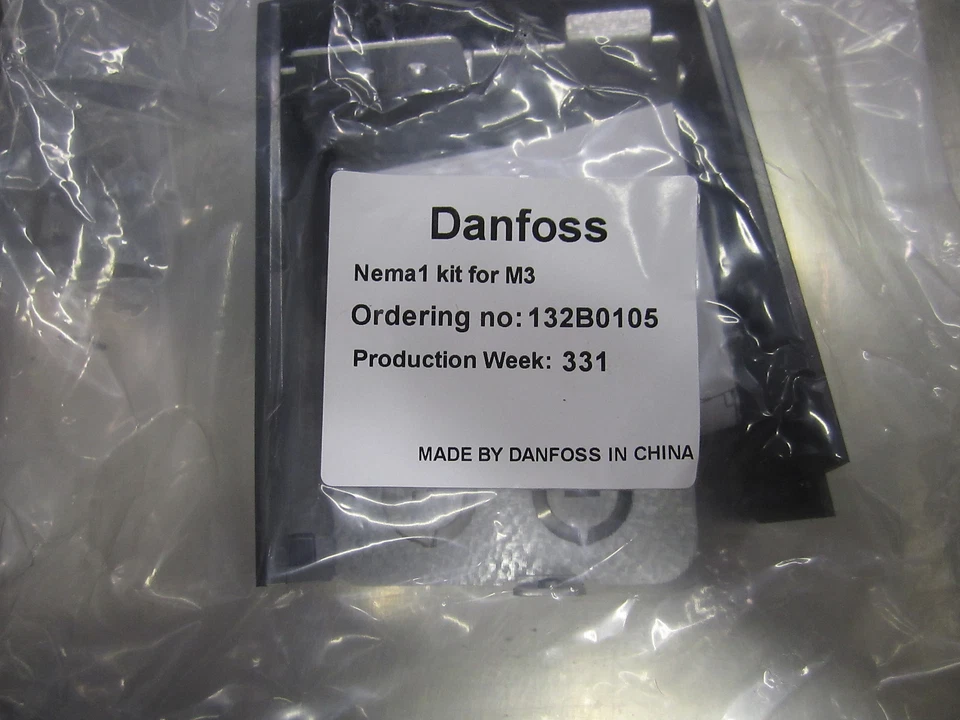 Danfoss
Nema1 kit for M3
Ordering no: 132B0105
Production Week: 331
MADE BY DANFOSS IN CHINA